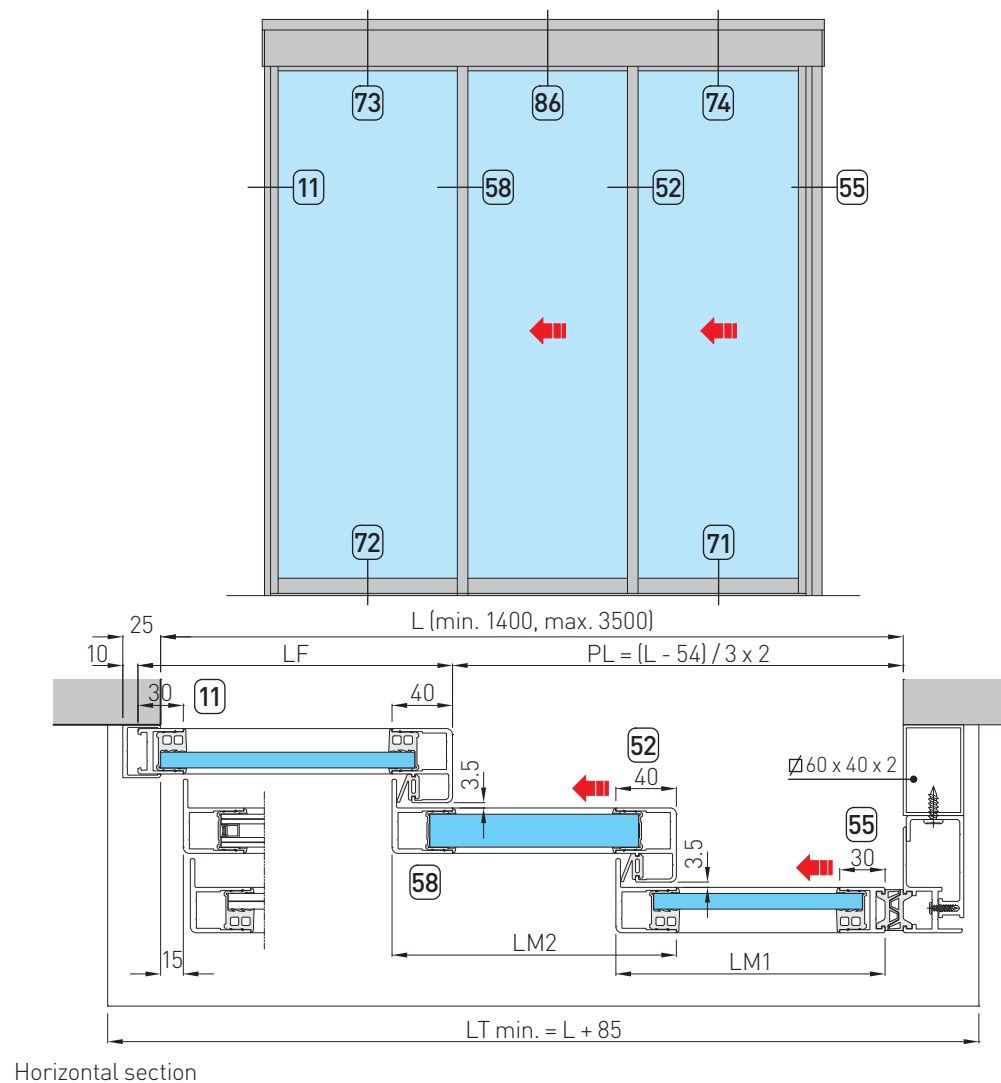 73
86
74
11
58
52
55
72
71
25
L (min. 1400, max. 3500)
10
LF
PL = (L - 54) / 3 x 2
30
11
40
52
3.5
40
60 x 40 x 2
55
3.5
30
58
LM2
LM1
15
LT min. = L + 85
Horizontal section